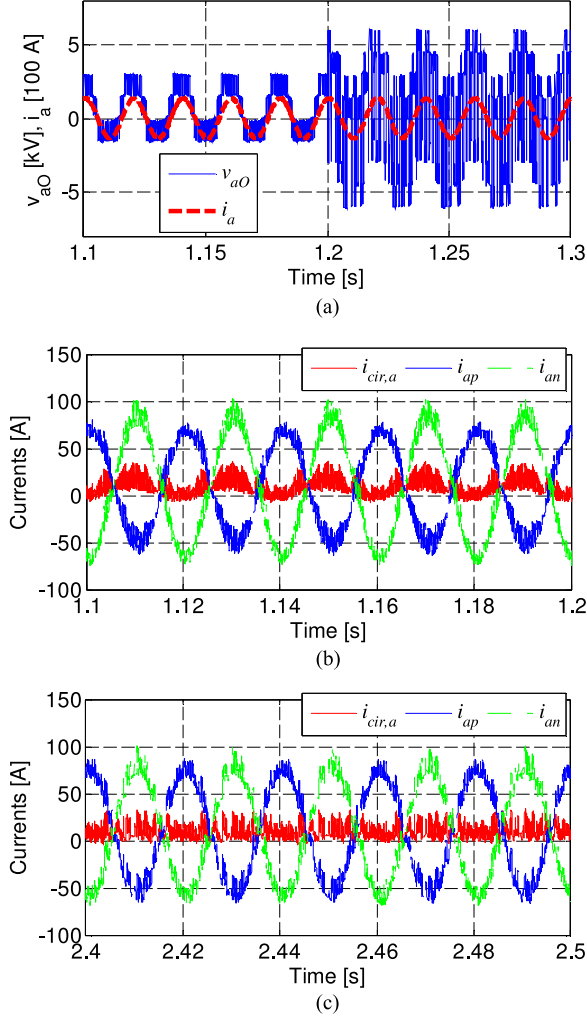 v_aO [kV], i_a [100 A]
5
0
-5
v_aO
i_a
1.1 1.15 1.2 1.25 1.3
Time [s]
(a)
Currents [A]
150
100
50
0
-50
-100
i_cir,a i_ap i_an
1.1 1.12 1.14 1.16 1.18 1.2
Time [s]
(b)
Currents [A]
150
100
50
0
-50
-100
i_cir,a i_ap i_an
2.4 2.42 2.44 2.46 2.48 2.5
Time [s]
(c)